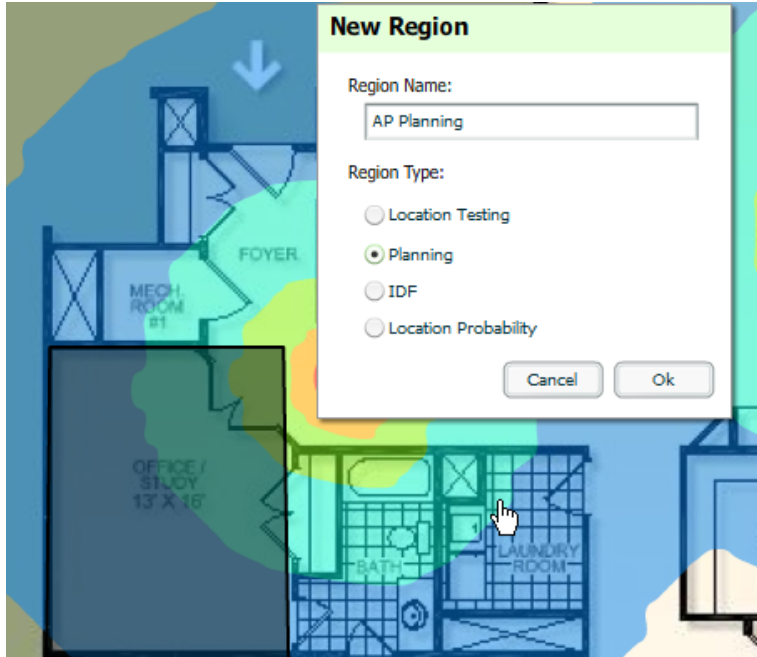 New Region
Region Name:
AP Planning
Region Type:
Location Testing
Planning
IDF
Location Probability
Cancel Ok
FOYER
MECH.
ROOM
#1
OFFICE /
STUDY
13' X 16'
BATH
LAUNDRY
ROOM